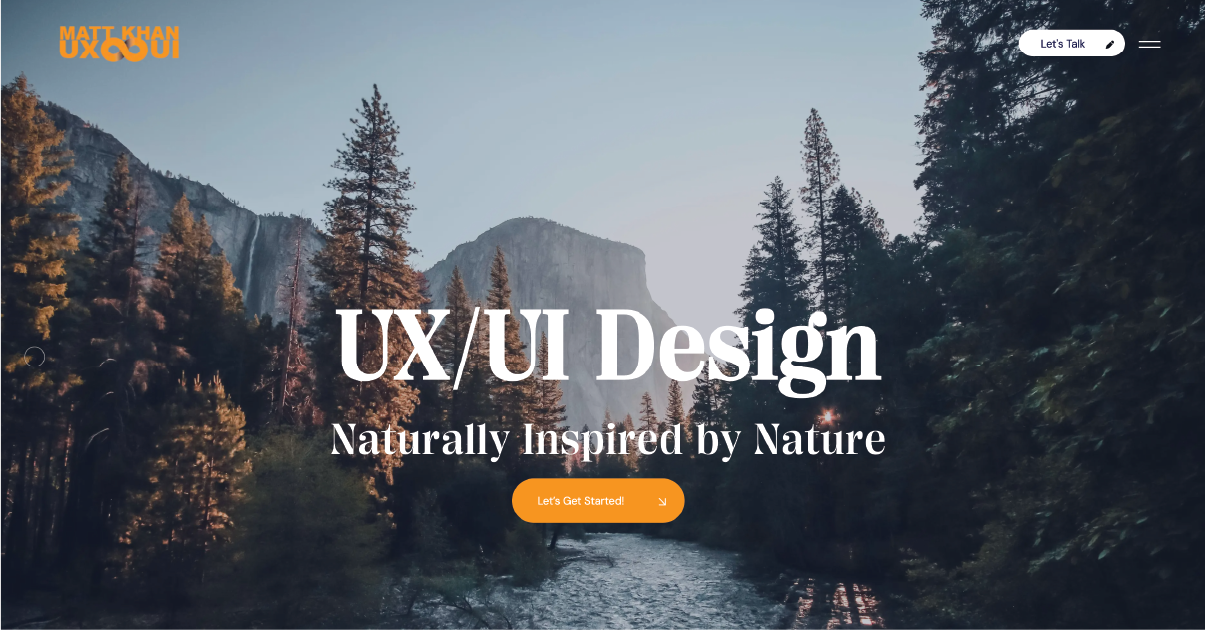 MATT KHAN
UX UI
Let's Talk
UX/UI Design
Naturally Inspired by Nature
Let's Get Started!